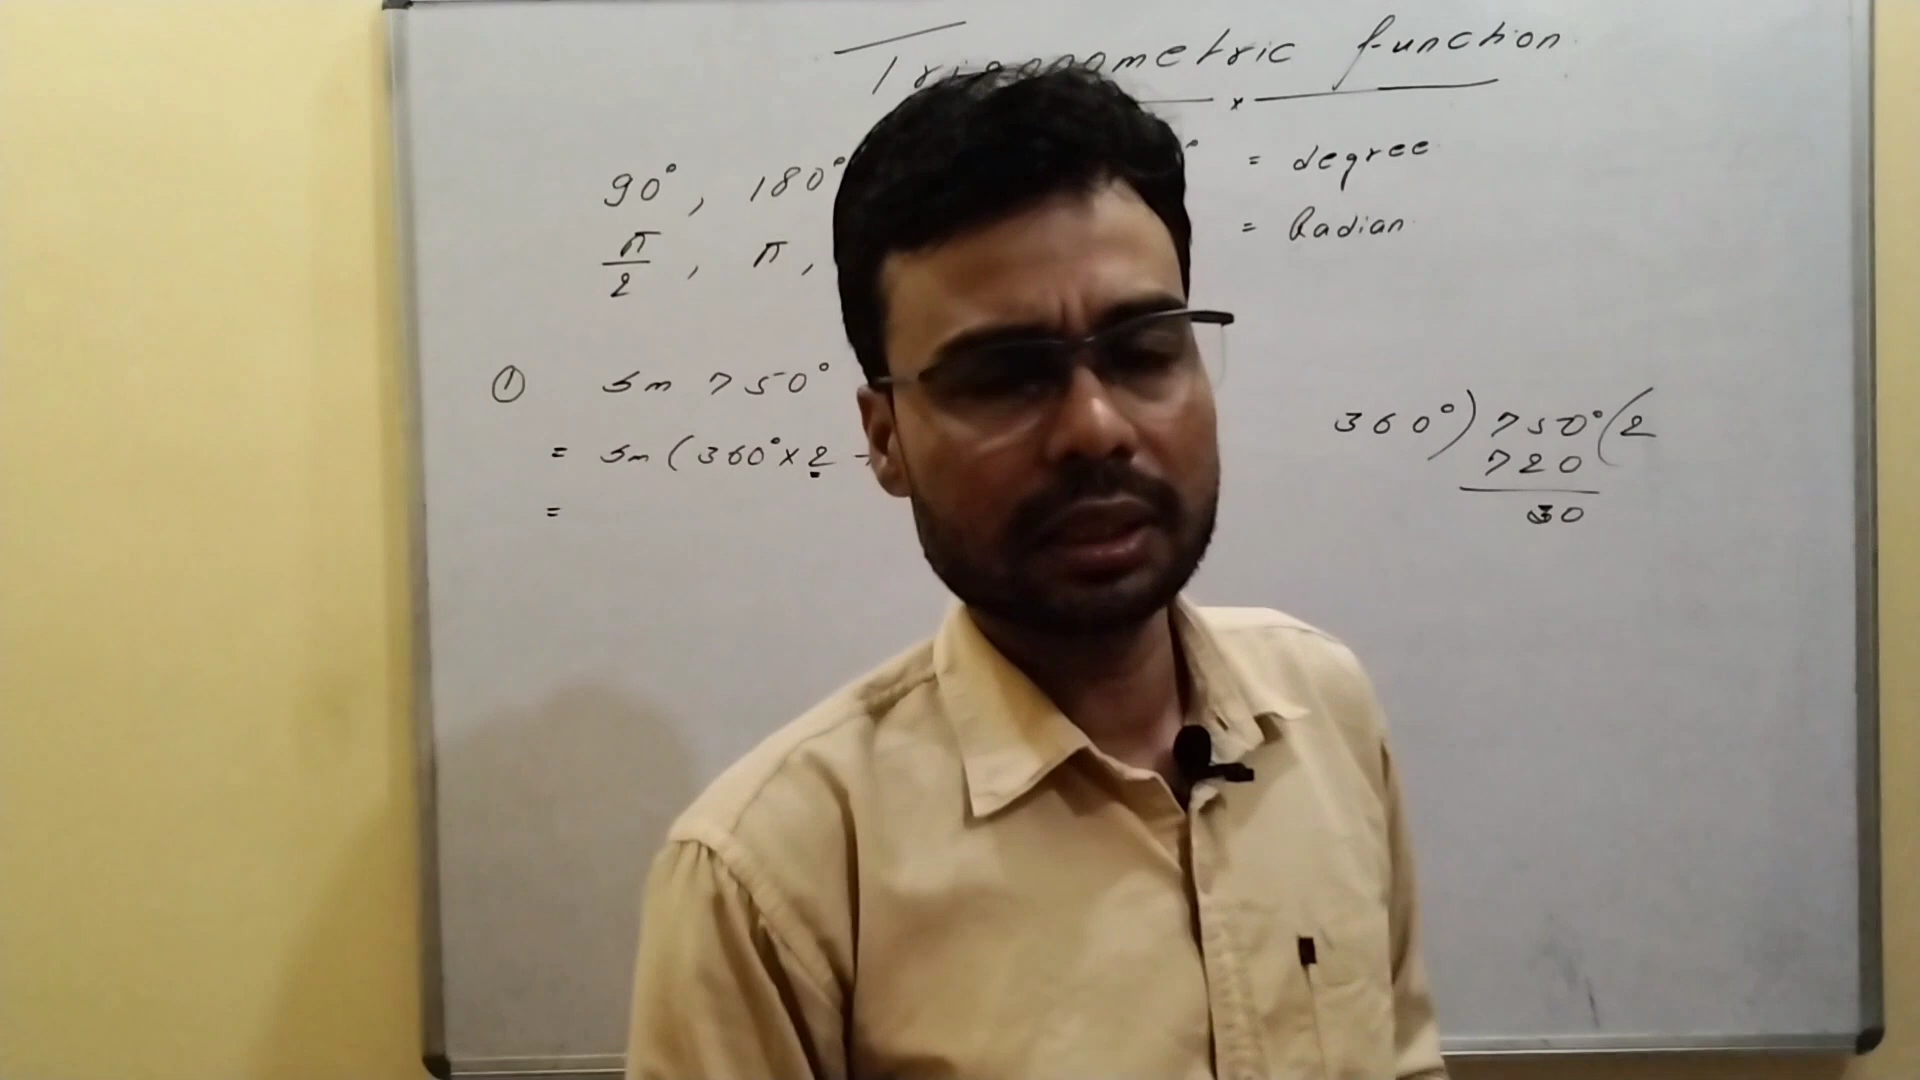 Trigonometric function
90°, 180° ° = degree
π/2, π, = Radian
① Sin 750°
= Sin (360° × 2 +
=
360°) 750° (2
720
30